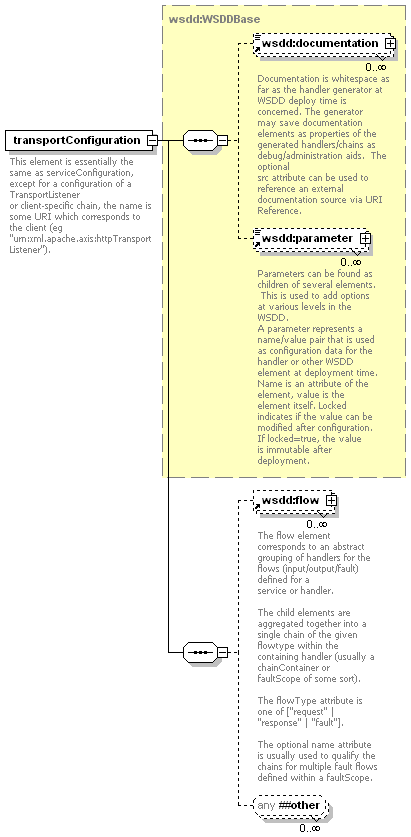 wsdd:WSDDBase
wsdd:documentation
0..∞
Documentation is whitespace as
far as the handler generator at
WSDD deploy time is
concerned. The generator
may save documentation
elements as properties of the
generated handlers/chains as
debug/administration aids.  The
optional
src attribute can be used to
reference an external
documentation source via URI
Reference.
transportConfiguration
This element is essentially the
same as serviceConfiguration,
except for a configuration of a
TransportListener
or client-specific chain, the name is
some URI which corresponds to
the client (eg
"urn:xml.apache.axis:httpTransport
Listener").
wsdd:parameter
0..∞
Parameters can be found as
children of several elements.
This is used to add options
at various levels in the
WSDD.
A parameter represents a
name/value pair that is used
as configuration data for the
handler or other WSDD
element at deployment time.
Name is an attribute of the
element, value is the
element itself. Locked
indicates if the value can be
modified after configuration.
If locked=true, the value
is immutable after
deployment.
wsdd:flow
0..∞
The flow element
corresponds to an abstract
grouping of handlers for the
flows (input/output/fault)
defined for a
service or handler.
The child elements are
aggregated together into a
single chain of the given
flowtype within the
containing handler (usually a
chainContainer or
faultScope of some sort).
The flowType attribute is
one of ["request" |
"response" | "fault"].
The optional name attribute
is usually used to qualify the
chains for multiple fault flows
defined within a faultScope.
any ##other
0..∞